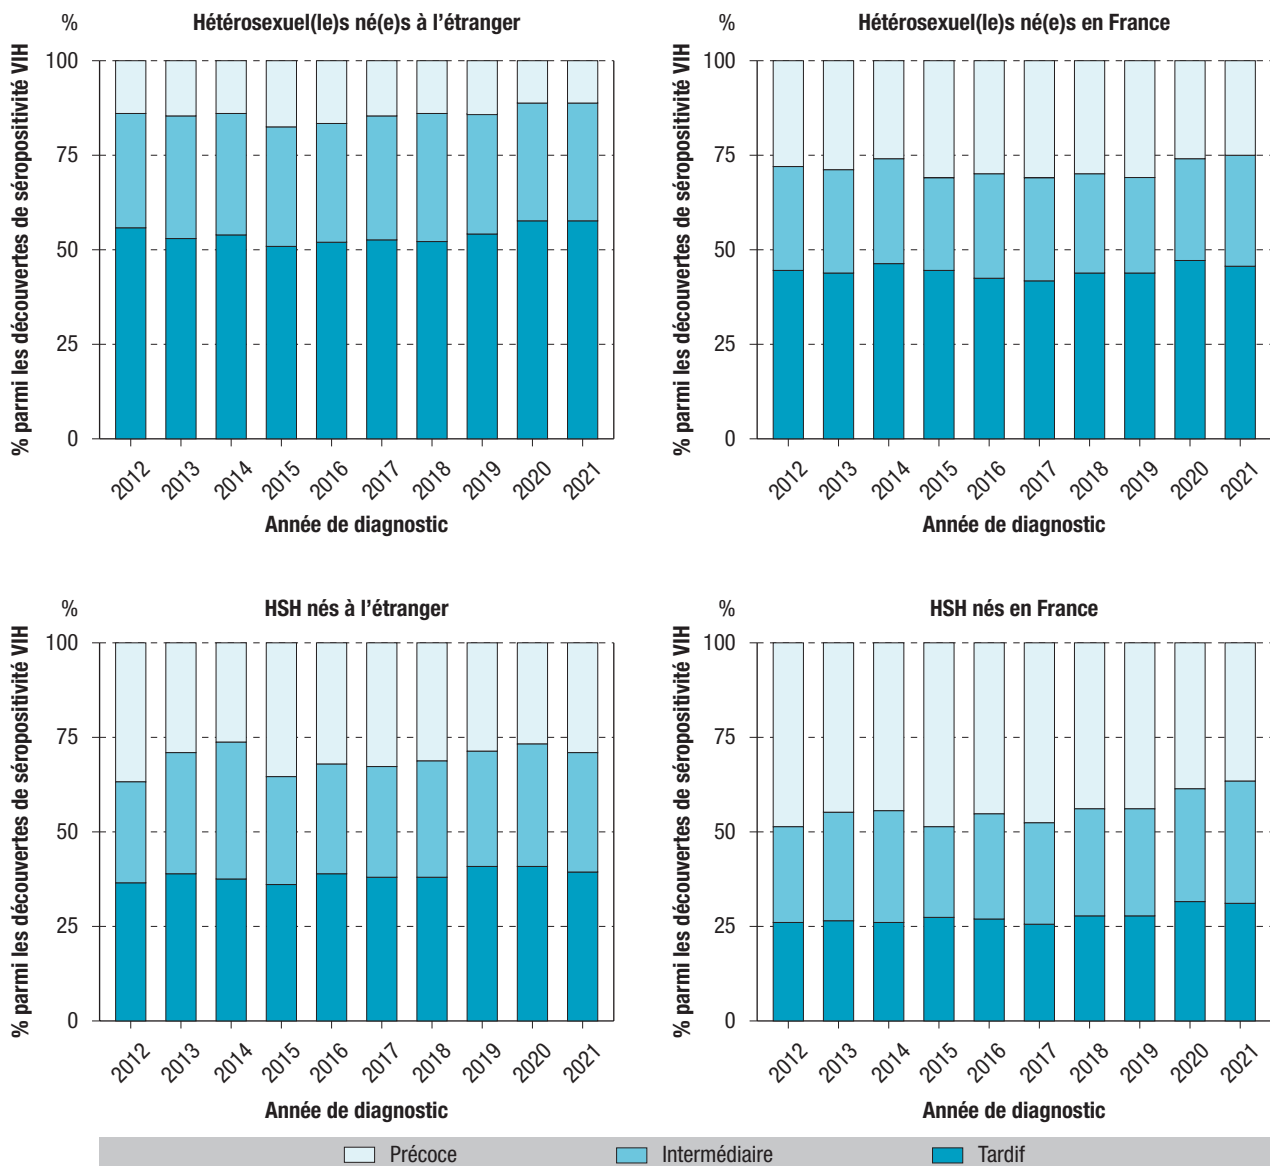 %
Hétérosexuel(le)s né(e)s à l’étranger
% parmi les découvertes de séropositivité VIH
100
75
50
25
0
2012 2013 2014 2015 2016 2017 2018 2019 2020 2021
Année de diagnostic
%
Hétérosexuel(le)s né(e)s en France
% parmi les découvertes de séropositivité VIH
100
75
50
25
0
2012 2013 2014 2015 2016 2017 2018 2019 2020 2021
Année de diagnostic
%
HSH nés à l’étranger
% parmi les découvertes de séropositivité VIH
100
75
50
25
0
2012 2013 2014 2015 2016 2017 2018 2019 2020 2021
Année de diagnostic
%
HSH nés en France
% parmi les découvertes de séropositivité VIH
100
75
50
25
0
2012 2013 2014 2015 2016 2017 2018 2019 2020 2021
Année de diagnostic
Précoce Intermédiaire Tardif